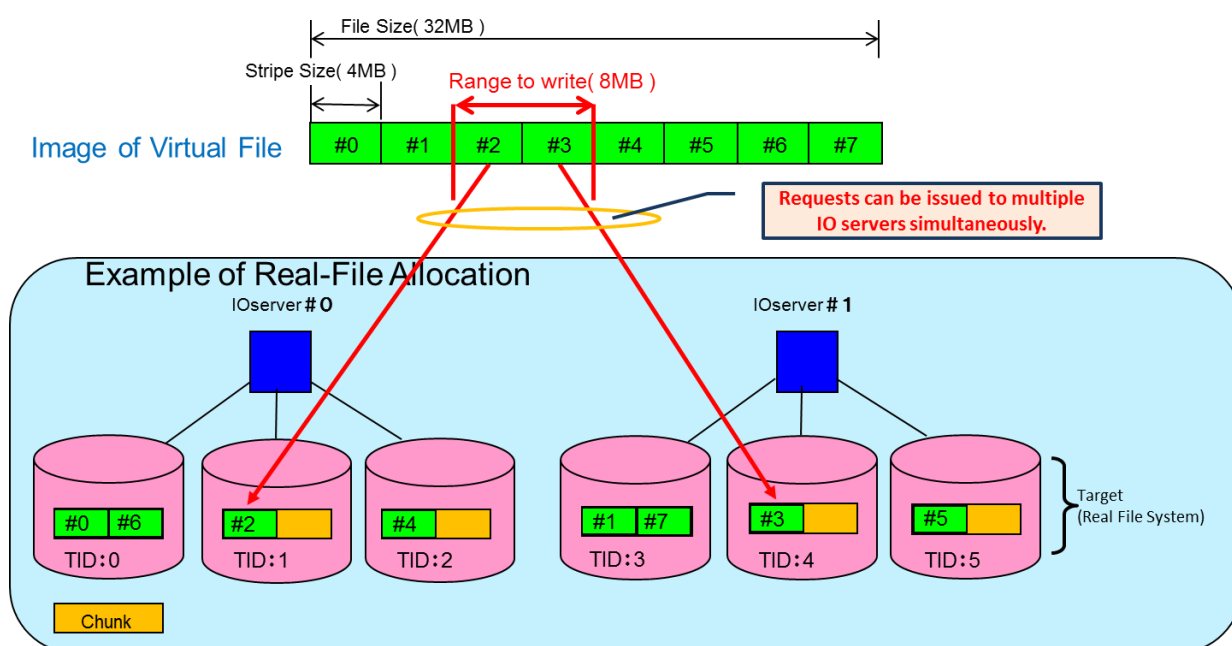 File Size( 32MB )
Stripe Size( 4MB )
Range to write( 8MB )
Image of Virtual File
#0 #1 #2 #3 #4 #5 #6 #7
Requests can be issued to multiple
IO servers simultaneously.
Example of Real-File Allocation
IOserver#0
IOserver#1
#0 #6
#2
#4
#1 #7
#3
#5
TID:0
TID:1
TID:2
TID:3
TID:4
TID:5
Target
(Real File System)
Chunk